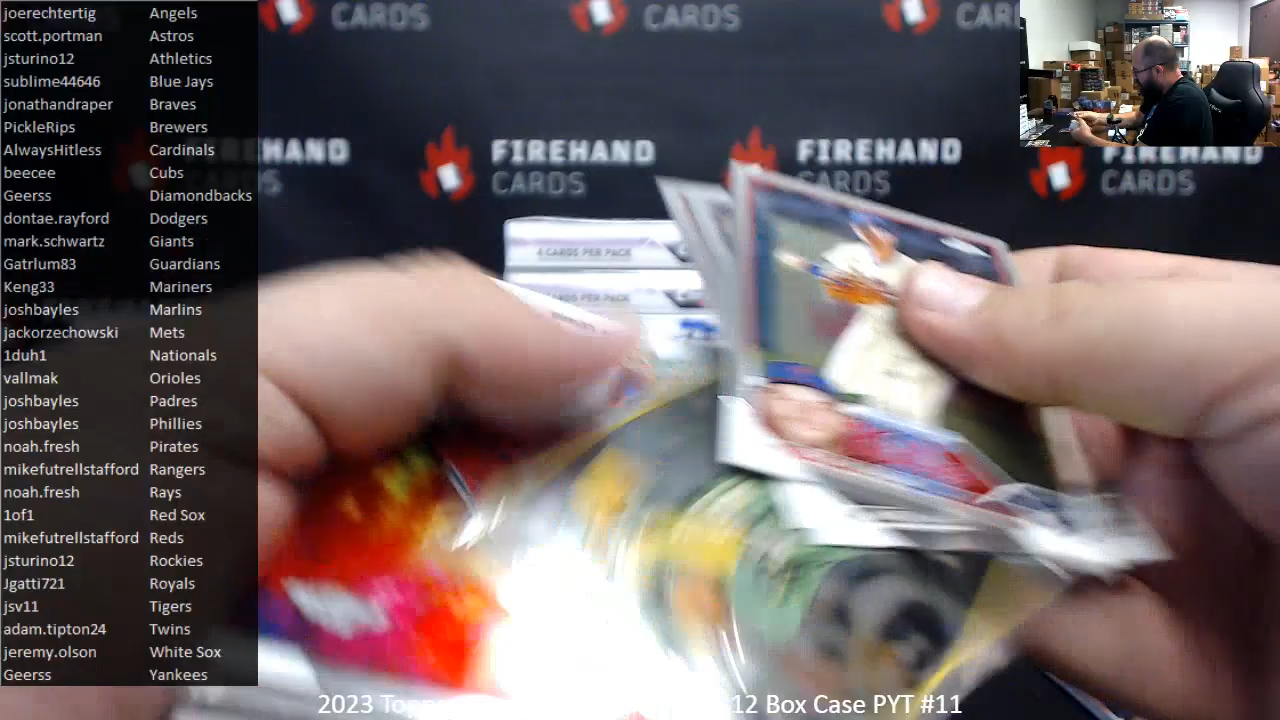 joerechtertig Angels
scott.portman Astros
jsturino12 Athletics
sublime44646 Blue Jays
jonathandraper Braves
PickleRips Brewers
AlwaysHitless Cardinals
beecee Cubs
Geerss Diamondbacks
dontae.rayford Dodgers
mark.schwartz Giants
Gatrlum83 Guardians
Keng33 Mariners
joshbayles Marlins
jackorzechowski Mets
1duh1 Nationals
vallmak Orioles
joshbayles Padres
joshbayles Phillies
noah.fresh Pirates
mikefutrellstafford Rangers
noah.fresh Rays
1of1 Red Sox
mikefutrellstafford Reds
jsturino12 Rockies
Jgatti721 Royals
jsv11 Tigers
adam.tipton24 Twins
jeremy.olson White Sox
Geerss Yankees
CARDS
CARDS
FIREHAND
CARDS
FIREHAND
CARDS
CARDS
4 CARDS PER PACK
CARDS PER PACK
2023 12 Box Case PYT #11